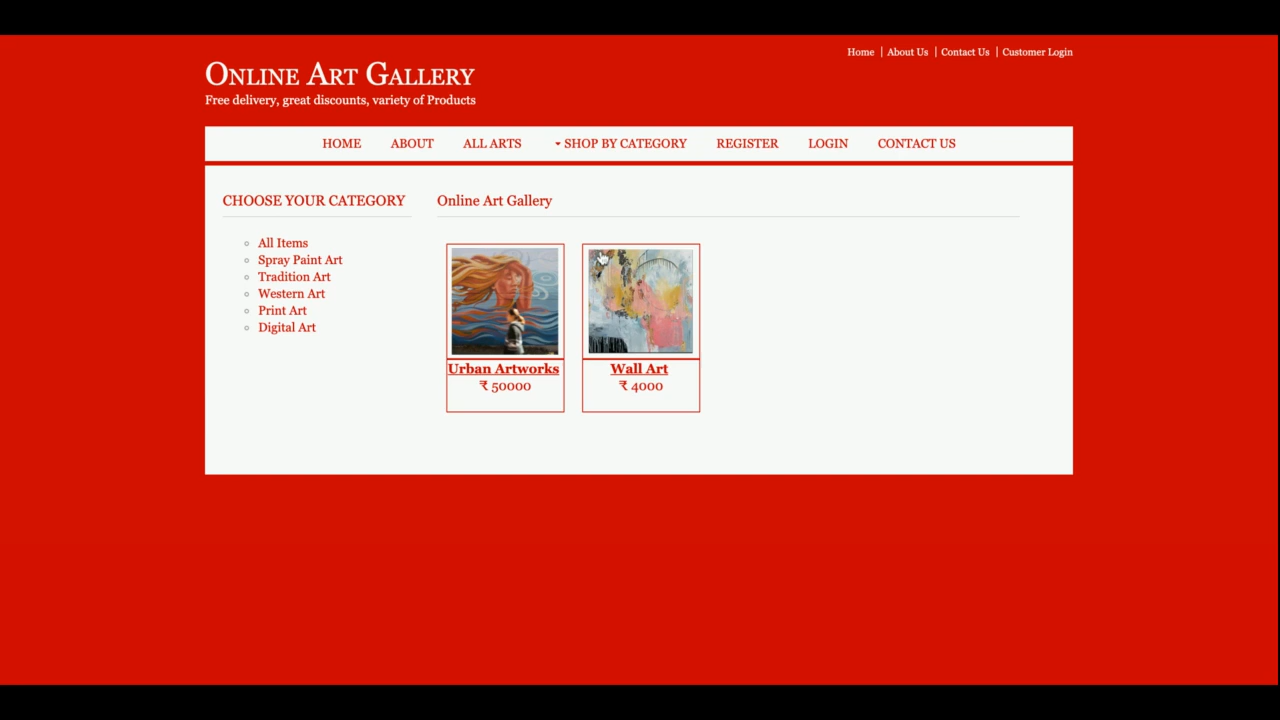 Home About Us Contact Us Customer Login
Online Art Gallery
Free delivery, great discounts, variety of Products
HOME ABOUT ALL ARTS SHOP BY CATEGORY REGISTER LOGIN CONTACT US
CHOOSE YOUR CATEGORY
All Items
Spray Paint Art
Tradition Art
Western Art
Print Art
Digital Art
Online Art Gallery
Urban Artworks
₹ 50000
Wall Art
₹ 4000